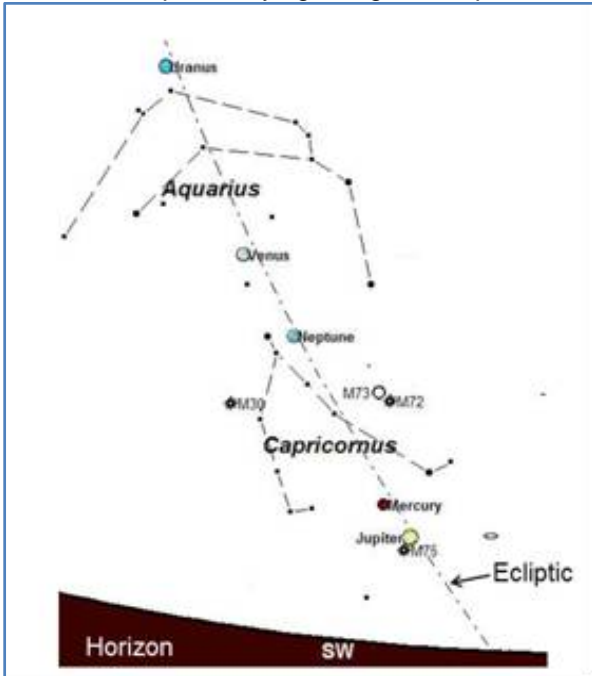 Uranus
Aquarius
Venus
Neptune
M73
M72
M30
Capricornus
Mercury
Jupiter
M75
Ecliptic
Horizon
SW